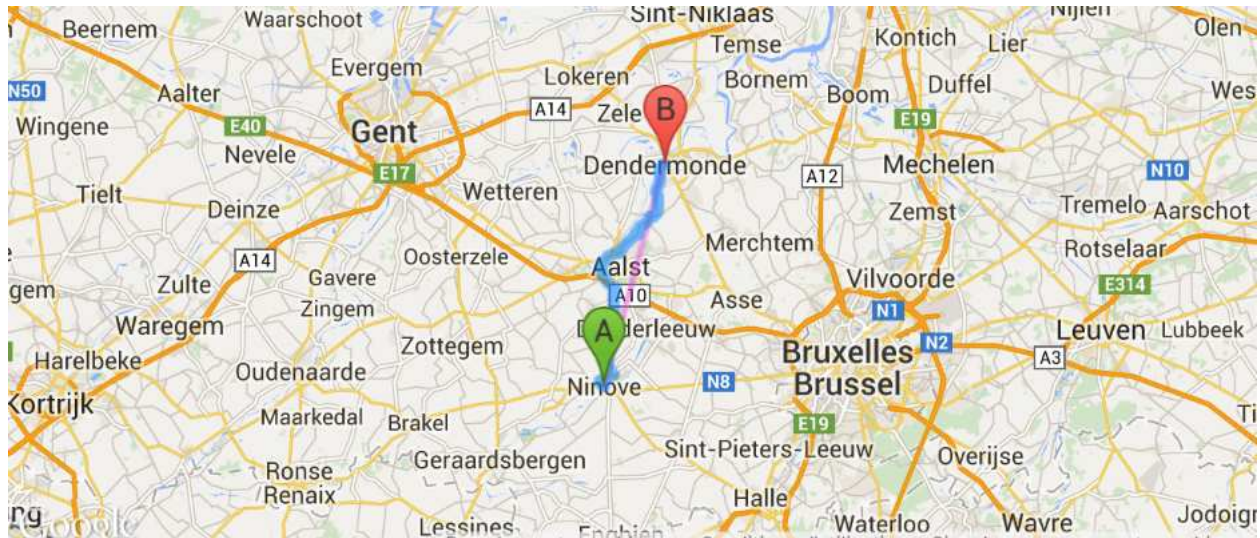 Sint-Niklaas
Nijlen
Beernem
Waarschoot
Kontich
Lier
Olen
Temse
Evergem
Lokeren
Bornem
Duffel
N50
Aalter
Zele
B
Boom
Wes
A14
E19
Wingene
E40
Gent
Nevele
Dendermonde
Mechelen
E17
A12
N10
Tielt
Wetteren
Deinze
Zemst
Tremelo
Aarschot
Merchtem
Rotselaar
A14
Oosterzele
Aalst
Zulte
Gavere
Vilvoorde
E314
gem
A10
Asse
Zingem
N1
Waregem
A
Leuven
Lubbeek
Zottegem
N2
Harelbeke
Bruxelles
A3
Oudenaarde
Brussel
Ninove
N8
Kortrijk
Maarkedal
Brakel
Ti
E19
Sint-Pieters-Leeuw
Geraardsbergen
Overijse
Ronse
Renaix
Halle
Jodoigr
Lessines
Enghien
Waterloo
Wavre